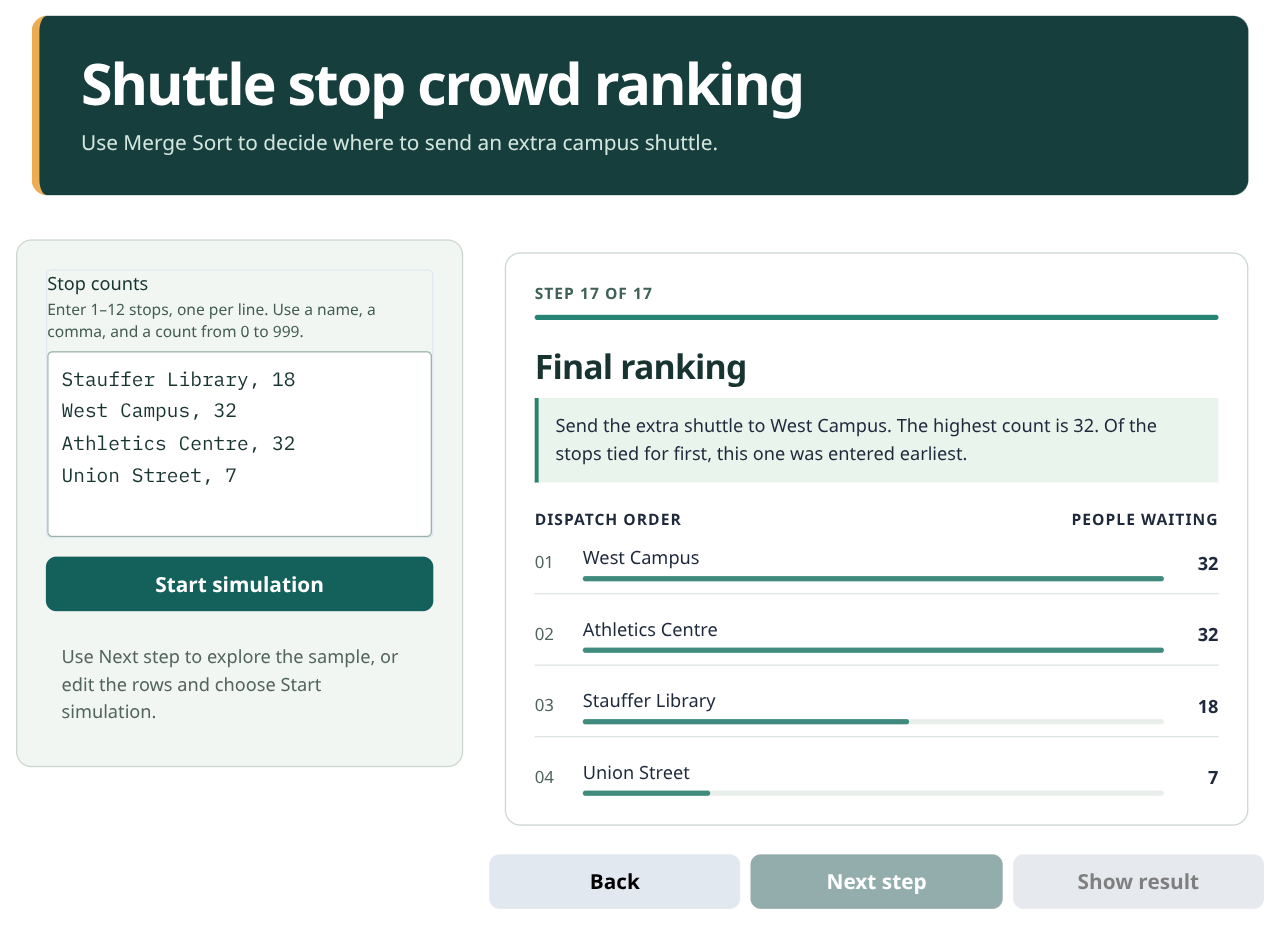 Shuttle stop crowd ranking
Use Merge Sort to decide where to send an extra campus shuttle.
Stop counts
Enter 1–12 stops, one per line. Use a name, a
comma, and a count from 0 to 999.
Stauffer Library, 18
West Campus, 32
Athletics Centre, 32
Union Street, 7
Start simulation
Use Next step to explore the sample, or
edit the rows and choose Start
simulation.
STEP 17 OF 17
Final ranking
Send the extra shuttle to West Campus. The highest count is 32. Of the
stops tied for first, this one was entered earliest.
DISPATCH ORDER PEOPLE WAITING
01 West Campus 32
02 Athletics Centre 32
03 Stauffer Library 18
04 Union Street 7
Back Next step Show result